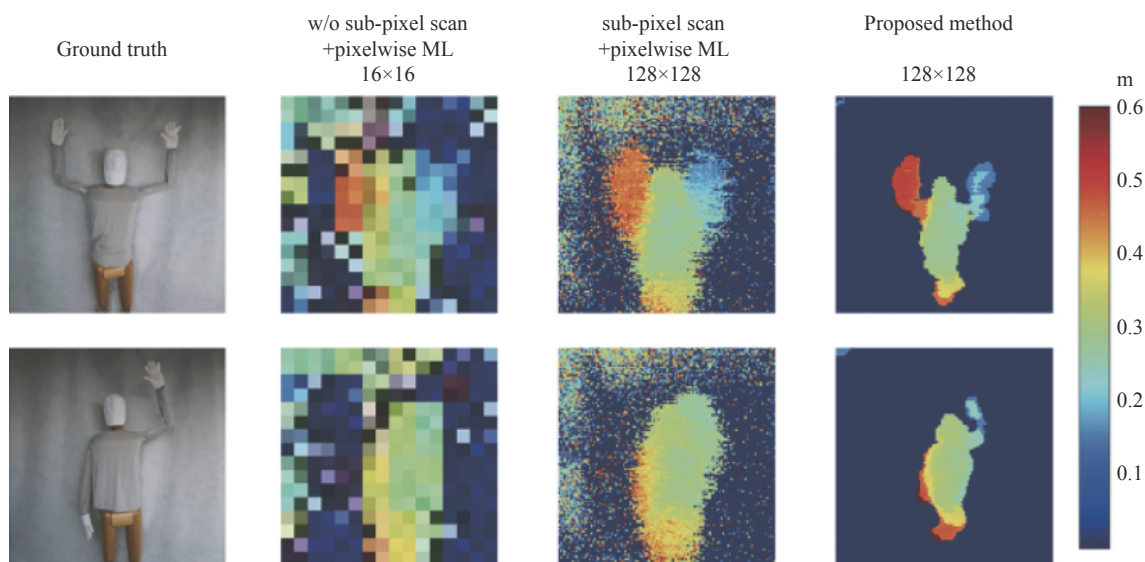 Ground truth
w/o sub-pixel scan
+pixelwise ML
16×16
sub-pixel scan
+pixelwise ML
128×128
Proposed method
128×128
m
0.6
0.5
0.4
0.3
0.2
0.1